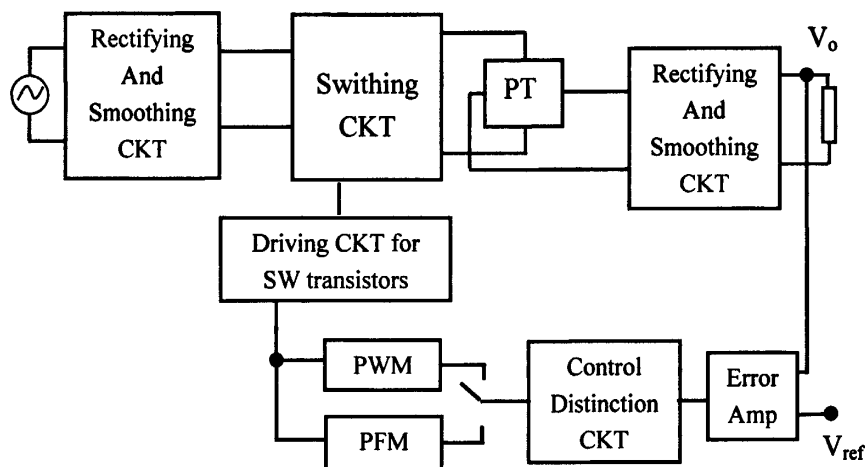 Rectifying
And
Smoothing
CKT
Swithing
CKT
PT
Rectifying
And
Smoothing
CKT
Vo
Driving CKT for
SW transistors
PWM
PFM
Control
Distinction
CKT
Error
Amp
Vref